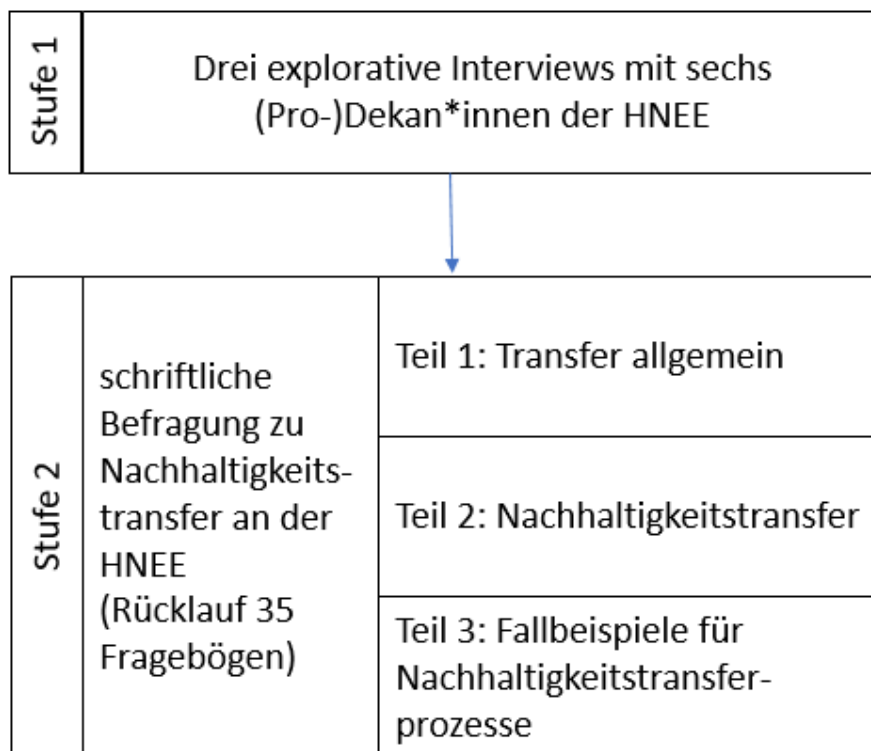 Stufe 1
Drei explorative Interviews mit sechs
(Pro-)Dekan*innen der HNEE
Stufe 2
schriftliche
Befragung zu
Nachhaltigkeits-
transfer an der
HNEE
(Rücklauf 35
Fragebögen)
Teil 1: Transfer allgemein
Teil 2: Nachhaltigkeitstransfer
Teil 3: Fallbeispiele für
Nachhaltigkeitstransfer-
prozesse